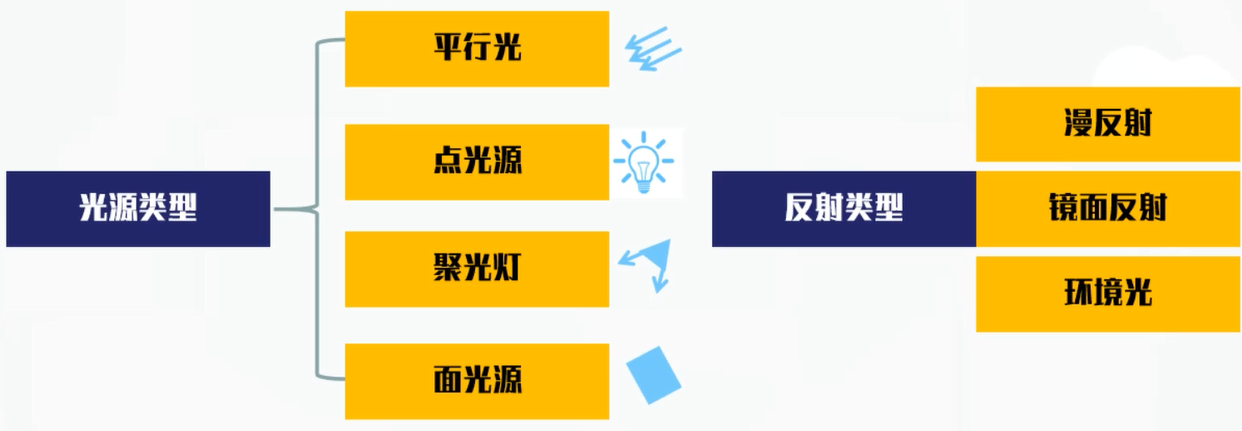 光源类型
平行光
点光源
聚光灯
面光源
反射类型
漫反射
镜面反射
环境光